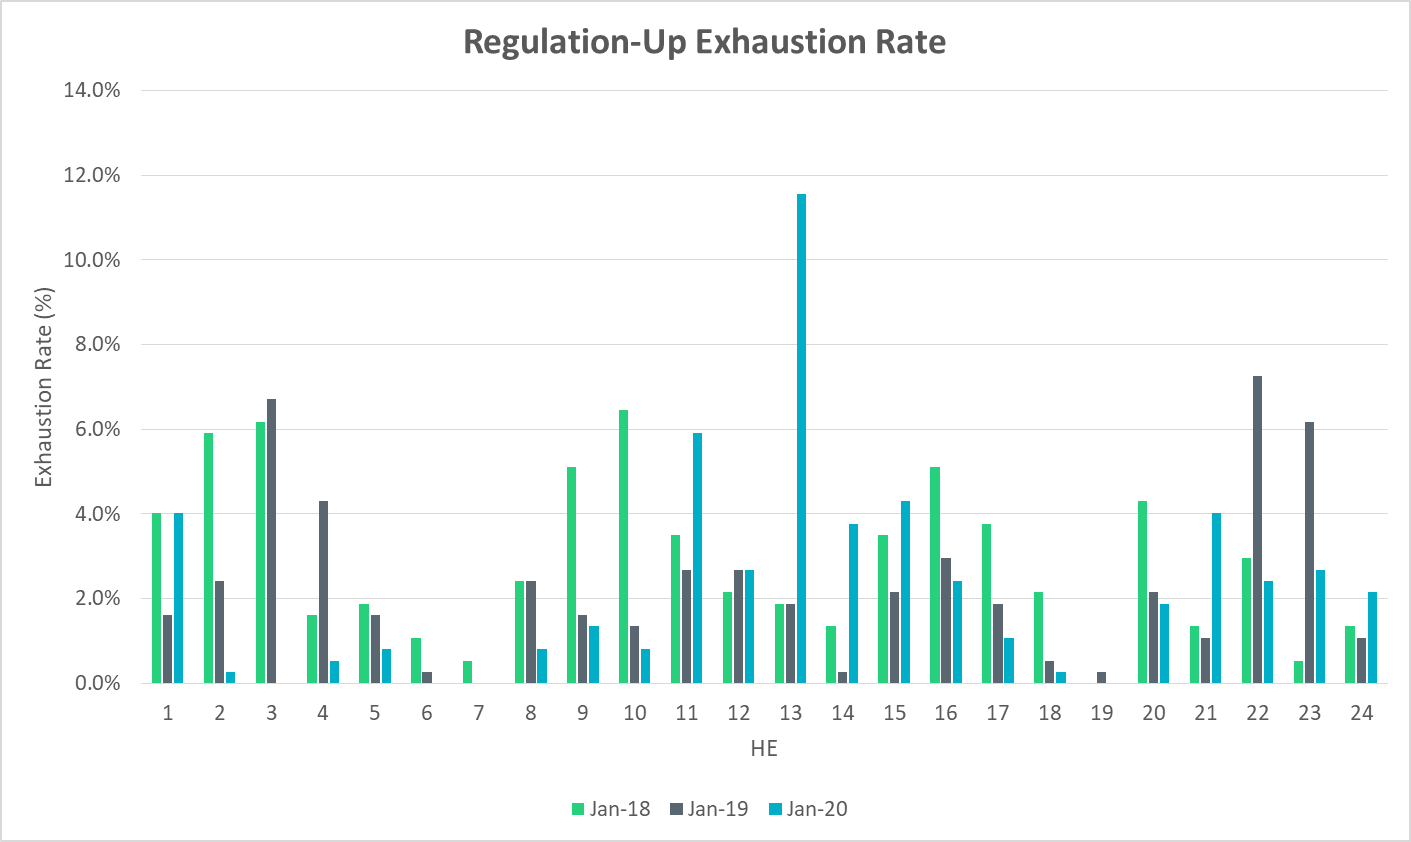 Regulation-Up Exhaustion Rate
14.0%
12.0%
10.0%
8.0%
6.0%
4.0%
2.0%
0.0%
Exhaustion Rate (%)
1 2 3 4 5 6 7 8 9 10 11 12 13 14 15 16 17 18 19 20 21 22 23 24
HE
Jan-18 Jan-19 Jan-20